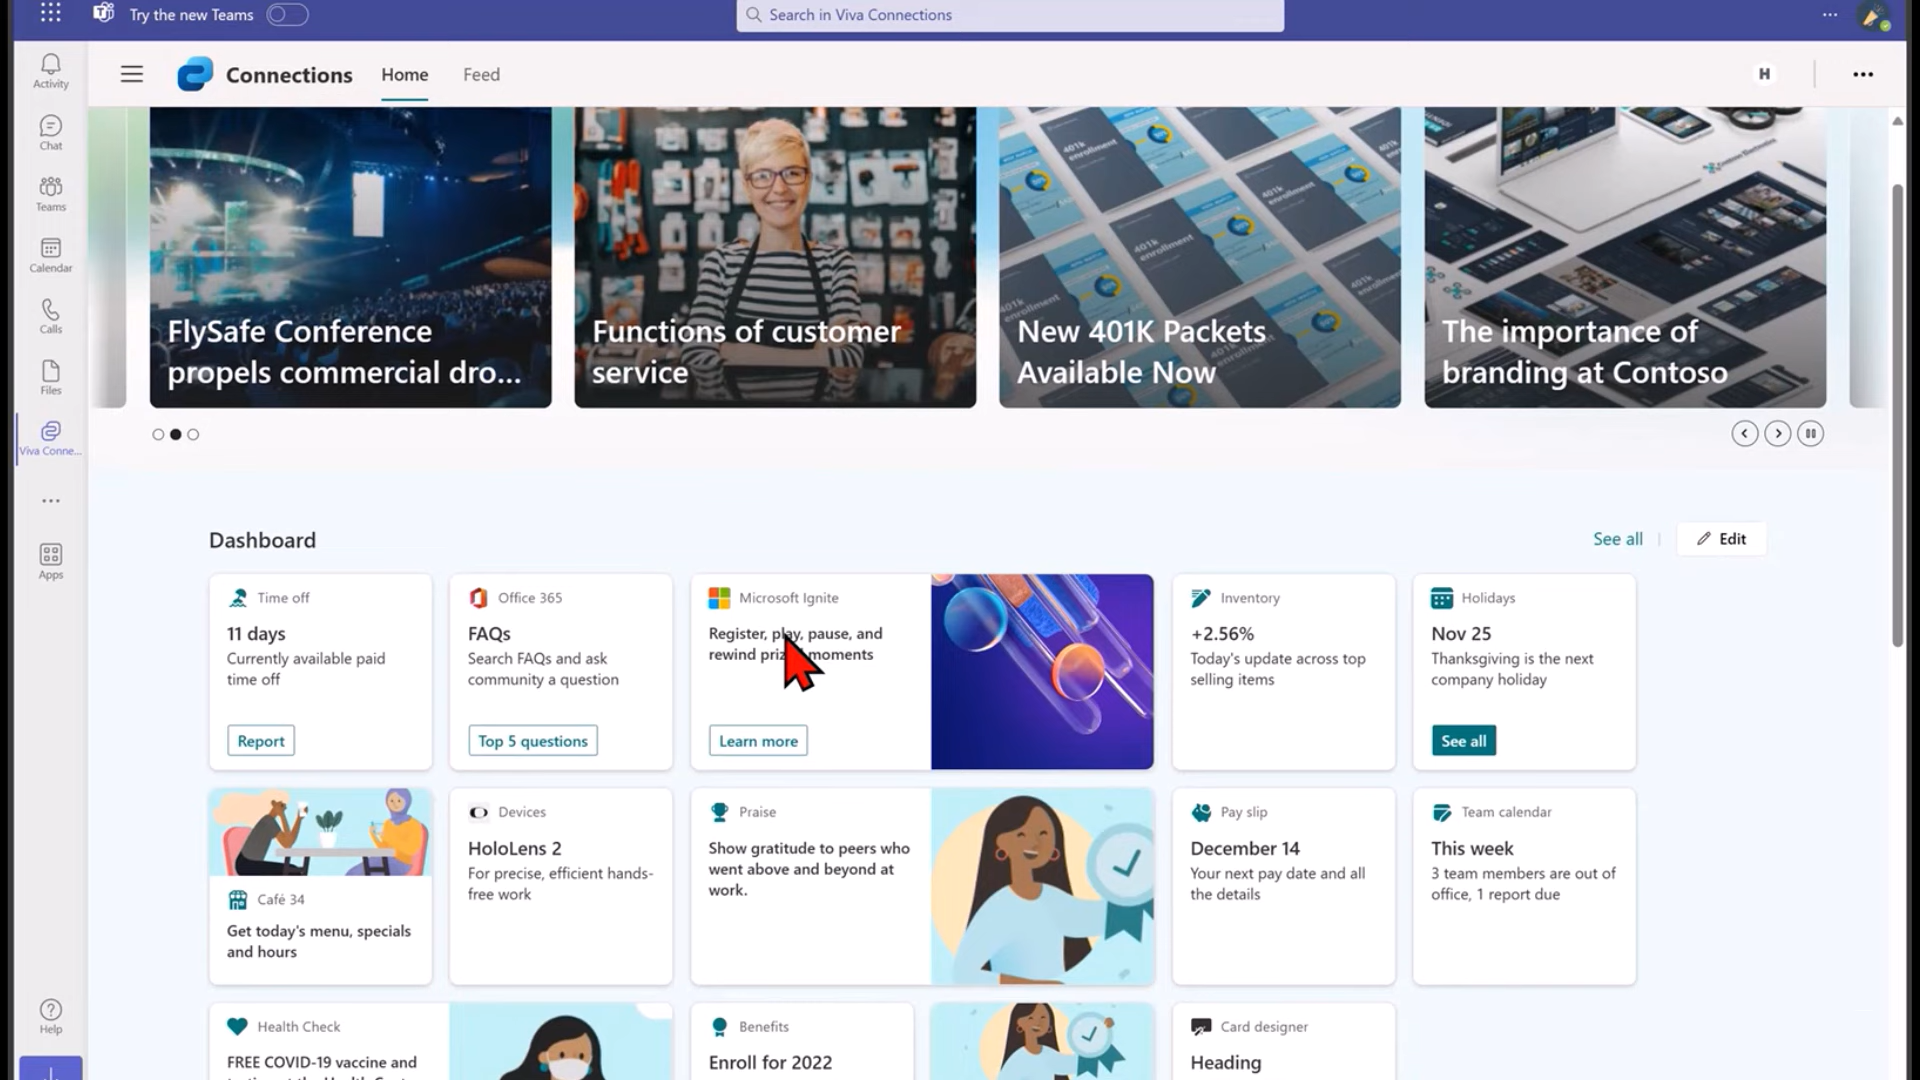 Try the new Teams
Search in Viva Connections
Activity
Chat
Teams
Calendar
Calls
Files
Viva Conne...
Apps
Help
Connections
Home
Feed
H
FlySafe Conference
propels commercial dro...
Functions of customer
service
401k
enrollment
New 401K Packets
Available Now
The importance of
branding at Contoso
Dashboard
See all
Edit
Time off
11 days
Currently available paid
time off
Report
Office 365
FAQs
Search FAQs and ask
community a question
Top 5 questions
Microsoft Ignite
Register, play, pause, and
rewind moments
Learn more
Inventory
+2.56%
Today's update across top
selling items
Holidays
Nov 25
Thanksgiving is the next
company holiday
See all
Café 34
Get today's menu, specials
and hours
Devices
HoloLens 2
For precise, efficient hands-
free work
Praise
Show gratitude to peers who
went above and beyond at
work.
Pay slip
December 14
Your next pay date and all
the details
Team calendar
This week
3 team members are out of
office, 1 report due
Health Check
FREE COVID-19 vaccine and
Benefits
Enroll for 2022
Card designer
Heading